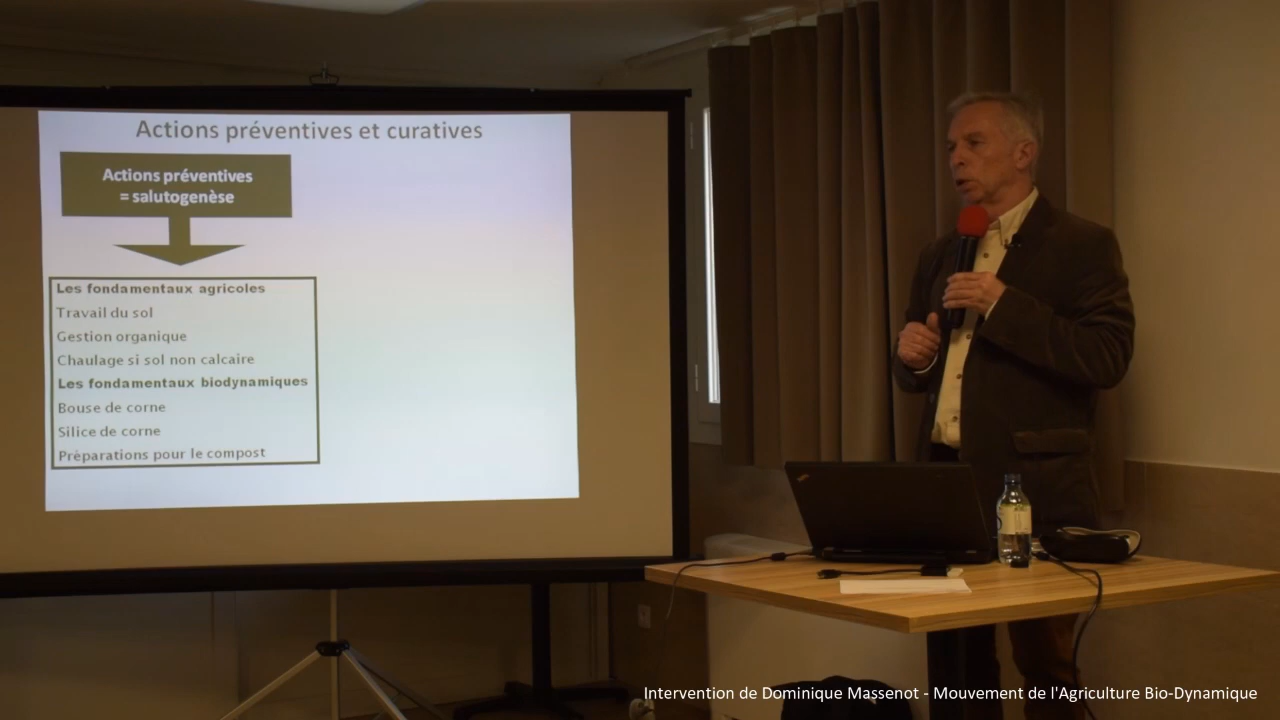 Actions préventives et curatives
Actions préventives
= salutogenèse
Les fondamentaux agricoles
Travail du sol
Gestion organique
Chaulage si sol non calcaire
Les fondamentaux biodynamiques
Bouse de corne
Silice de corne
Préparations pour le compost
Intervention de Dominique Massenot - Mouvement de l'Agriculture Bio-Dynamique